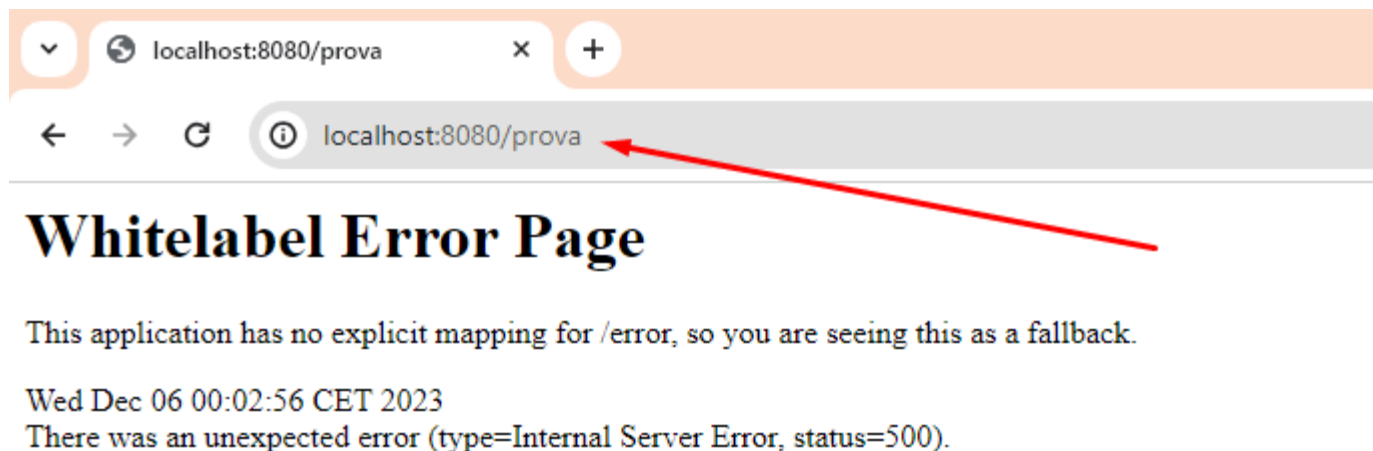 localhost:8080/prova
localhost:8080/prova
Whitelabel Error Page
This application has no explicit mapping for /error, so you are seeing this as a fallback.
Wed Dec 06 00:02:56 CET 2023
There was an unexpected error (type=Internal Server Error, status=500).